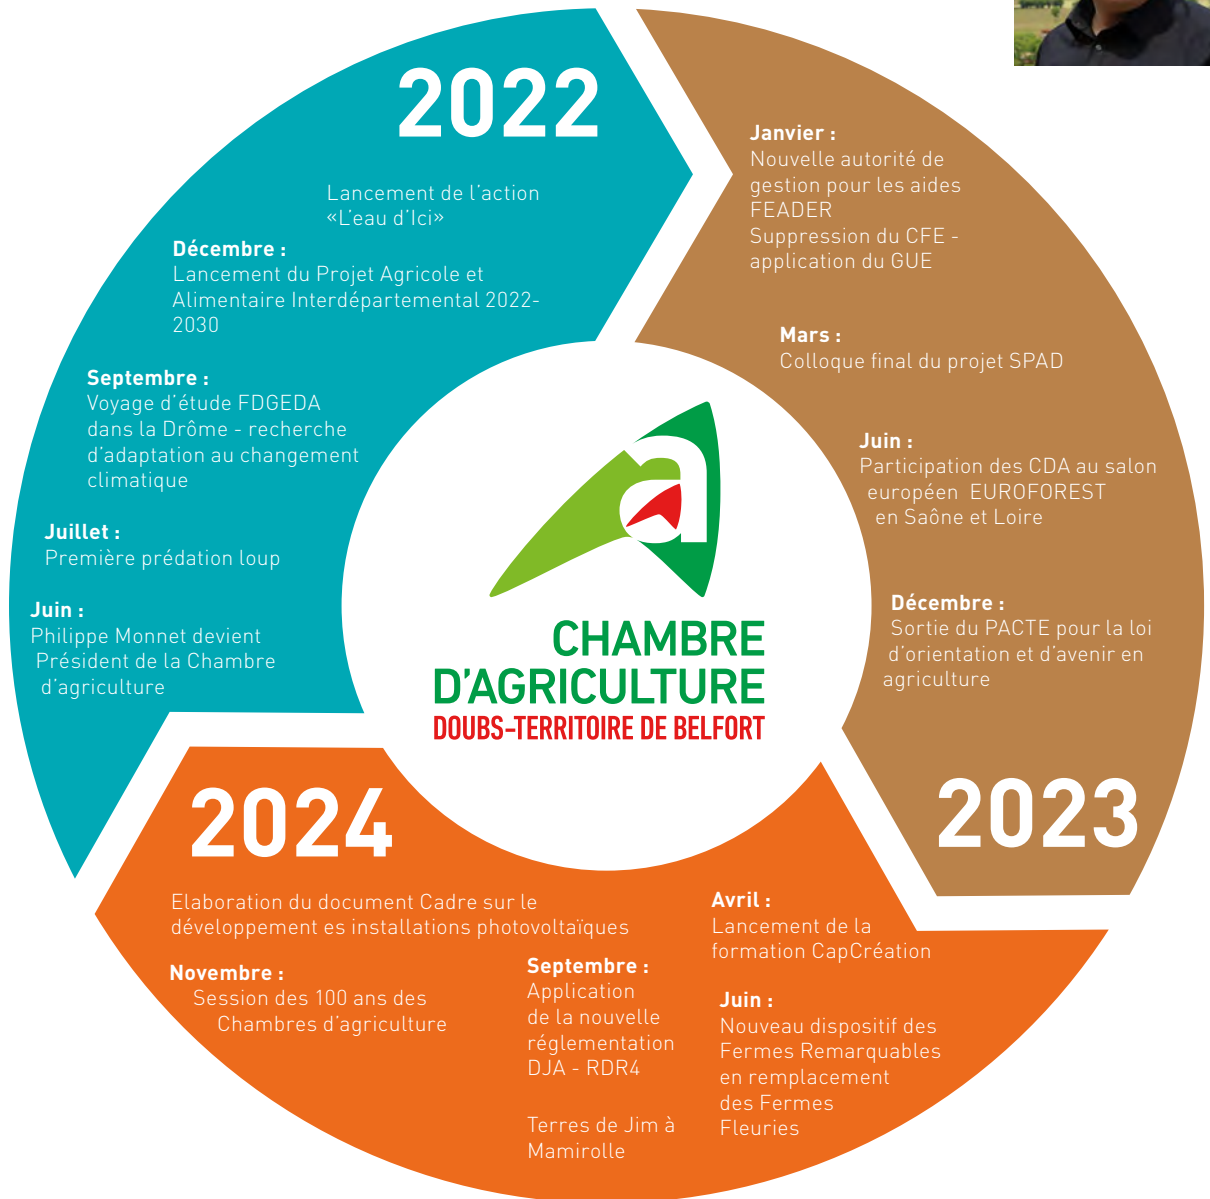 2022
Lancement de l'action
«L'eau d'Ici»
Décembre :
Lancement du Projet Agricole et
Alimentaire Interdépartemental 2022-
2030
Septembre :
Voyage d'étude FDGEDA
dans la Drôme - recherche
d'adaptation au changement
climatique
Juillet :
Première prédation loup
Juin :
Philippe Monnet devient
Président de la Chambre
d'agriculture
Janvier :
Nouvelle autorité de
gestion pour les aides
FEADER
Suppression du CFE -
application du GUE
Mars :
Colloque final du projet SPAD
Juin :
Participation des CDA au salon
européen EUROFOREST
en Saône et Loire
Décembre :
Sortie du PACTE pour la loi
d'orientation et d'avenir en
agriculture
2023
a
CHAMBRE
D'AGRICULTURE
DOUBS-TERRITOIRE DE BELFORT
2024
Elaboration du document Cadre sur le
développement es installations photovoltaïques
Novembre :
Session des 100 ans des
Chambres d'agriculture
Septembre :
Application
de la nouvelle
réglementation
DJA - RDR4
Terres de Jim à
Mamirolle
Avril :
Lancement de la
formation CapCréation
Juin :
Nouveau dispositif des
Fermes Remarquables
en remplacement
des Fermes
Fleuries